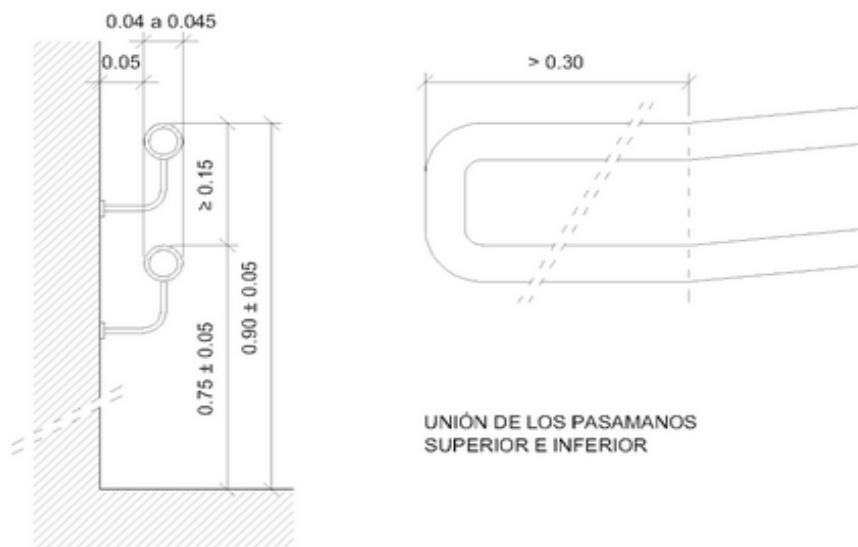 0.04 a 0.045
0.05
≥ 0.15
0.75 ± 0.05
0.90 ± 0.05
> 0.30
UNIÓN DE LOS PASAMANOS
SUPERIOR E INFERIOR